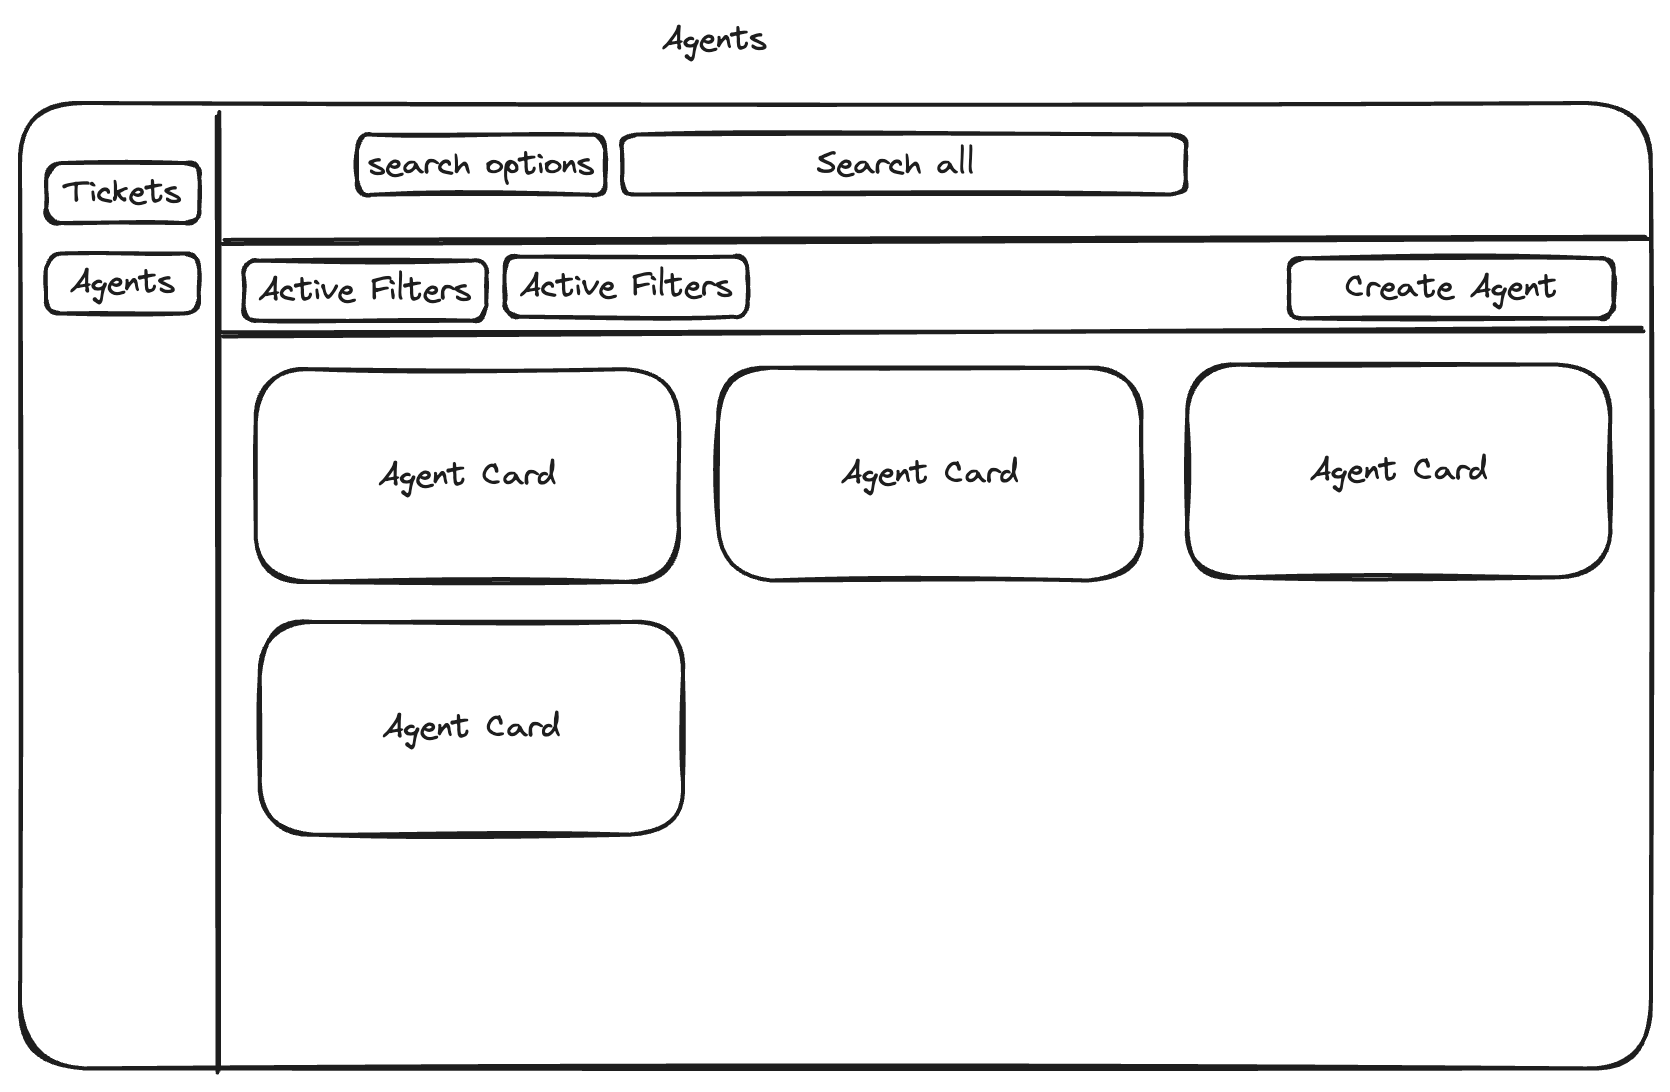 Agents
Tickets
Agents
search options
Search all
Active Filters
Active Filters
Create Agent
Agent Card
Agent Card
Agent Card
Agent Card